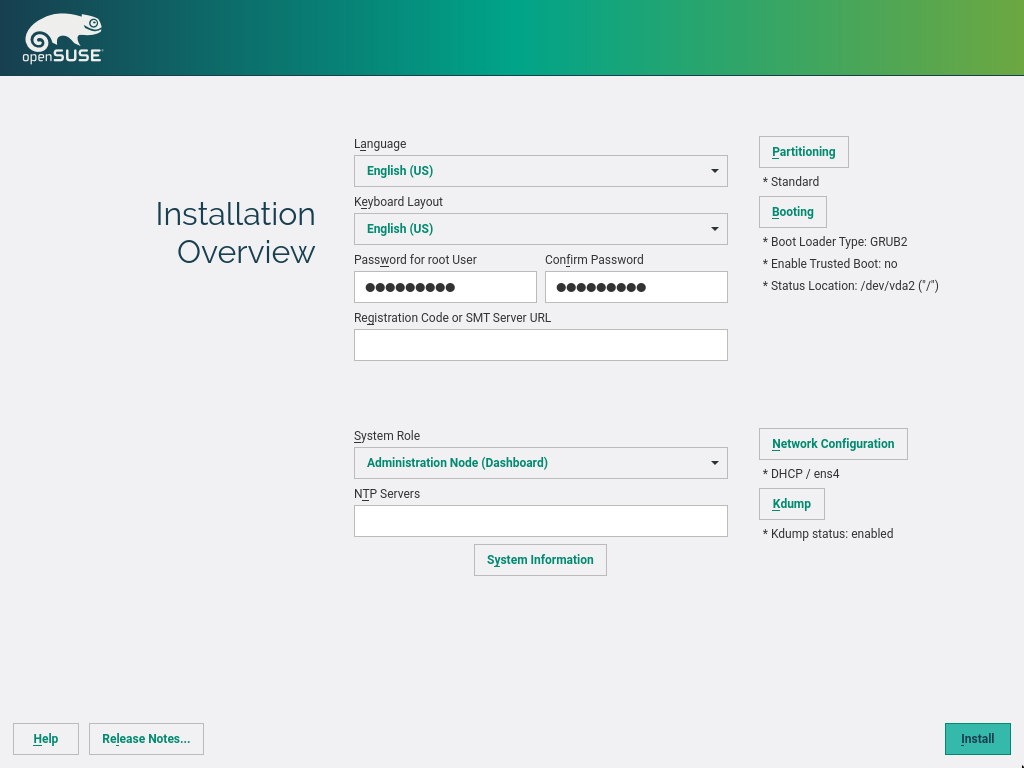 openSUSE
Installation
Overview
Language
English (US)
Keyboard Layout
English (US)
Password for root User
Confirm Password
●●●●●●●●●
●●●●●●●●●
Registration Code or SMT Server URL
System Role
Administration Node (Dashboard)
NTP Servers
System Information
Partitioning
* Standard
Booting
* Boot Loader Type: GRUB2
* Enable Trusted Boot: no
* Status Location: /dev/vda2 ("/")
Network Configuration
* DHCP / ens4
Kdump
* Kdump status: enabled
Help
Release Notes...
Install